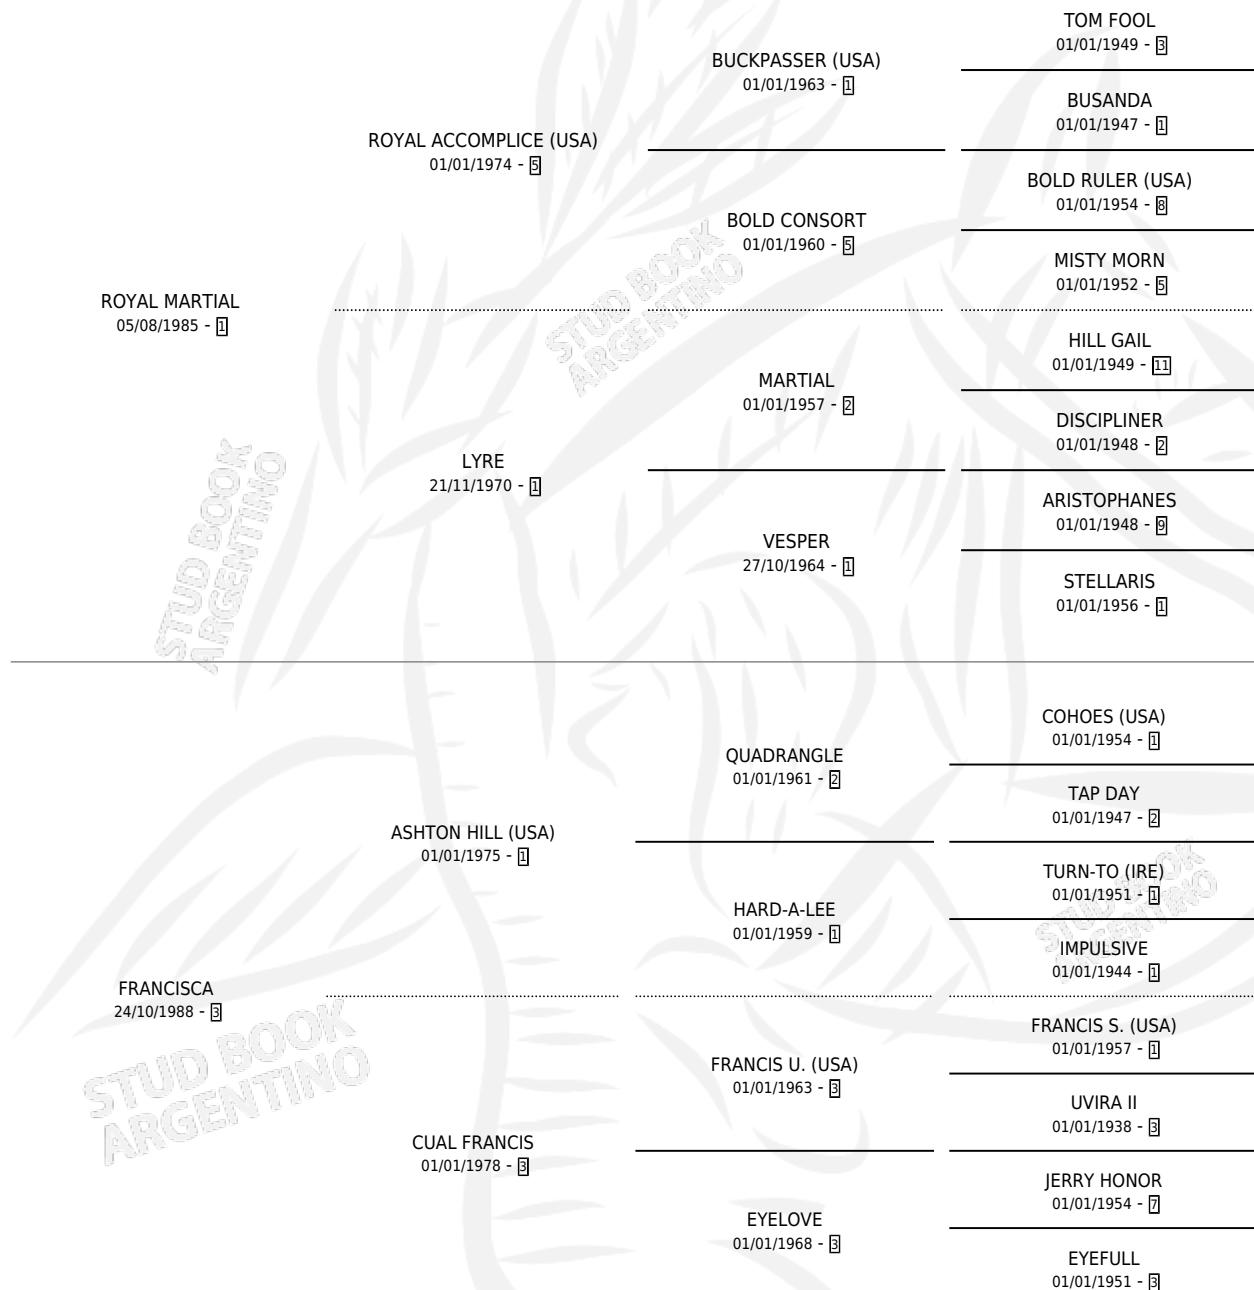 TOM FOOL
01/01/1949 - 3
BUCKPASSER (USA)
01/01/1963 - 1
BUSANDA
01/01/1947 - 1
ROYAL ACCOMPLICE (USA)
01/01/1974 - 5
BOLD RULER (USA)
01/01/1954 - 8
BOLD CONSORT
01/01/1960 - 5
MISTY MORN
01/01/1952 - 5
ROYAL MARTIAL
05/08/1985 - 1
HILL GAIL
01/01/1949 - 11
MARTIAL
01/01/1957 - 2
DISCIPLINER
01/01/1948 - 2
LYRE
21/11/1970 - 1
ARISTOPHANES
01/01/1948 - 9
VESPER
27/10/1964 - 1
STELLARIS
01/01/1956 - 1
COHOES (USA)
01/01/1954 - 1
QUADRANGLE
01/01/1961 - 2
TAP DAY
01/01/1947 - 2
ASHTON HILL (USA)
01/01/1975 - 1
TURN-TO (IRE)
01/01/1951 - 1
HARD-A-LEE
01/01/1959 - 1
IMPULSIVE
01/01/1944 - 1
FRANCISCA
24/10/1988 - 3
FRANCIS S. (USA)
01/01/1957 - 1
FRANCIS U. (USA)
01/01/1963 - 3
UVIRA II
01/01/1938 - 3
CUAL FRANCIS
01/01/1978 - 3
JERRY HONOR
01/01/1954 - 7
EYELOVE
01/01/1968 - 3
EYEFULL
01/01/1951 - 3
STUD BOOK
ARGENTINO
STUD BOOK
ARGENTINO
STUD BOOK
ARGENTINO
STUD BOOK
ARGENTINO